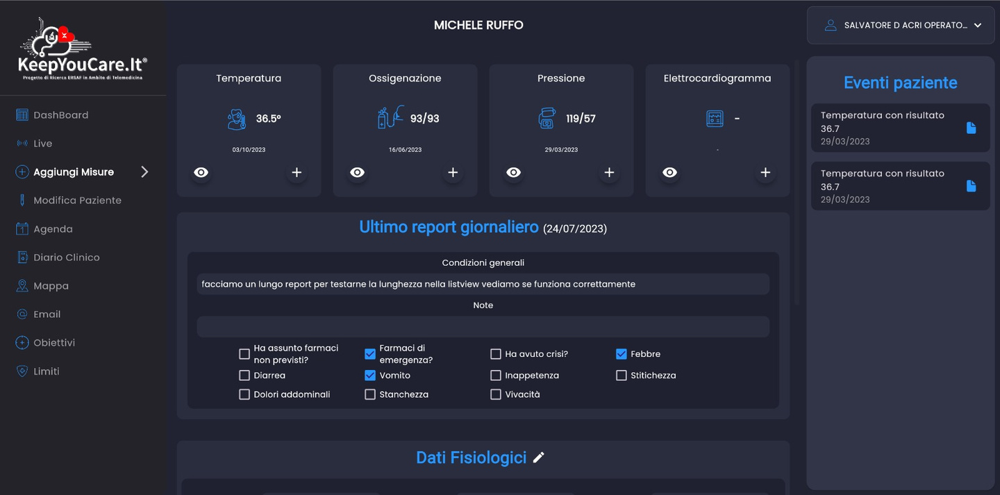 MICHELE RUFFO
SALVATORE D ACRI OPERATO...
KeepYouCare.It®
Progetto di Ricerca ERSAF in Ambito di Telemedicina
DashBoard
Live
Aggiungi Misure
Modifica Paziente
Agenda
Diario Clinico
Mappa
Email
Obiettivi
Limiti
Temperatura
36.5°
03/10/2023
Ossigenazione
93/93
16/06/2023
Pressione
119/57
29/03/2023
Elettrocardiogramma
-
-
Ultimo report giornaliero (24/07/2023)
Condizioni generali
facciamo un lungo report per testarne la lunghezza nella listview vediamo se funziona correttamente
Note
Ha assunto farmaci
non previsti?
Farmaci di
emergenza?
Ha avuto crisi?
Febbre
Diarrea
Vomito
Inappetenza
Stitichezza
Dolori addominali
Stanchezza
Vivacità
Dati Fisiologici
Eventi paziente
Temperatura con risultato
36.7
29/03/2023
Temperatura con risultato
36.7
29/03/2023